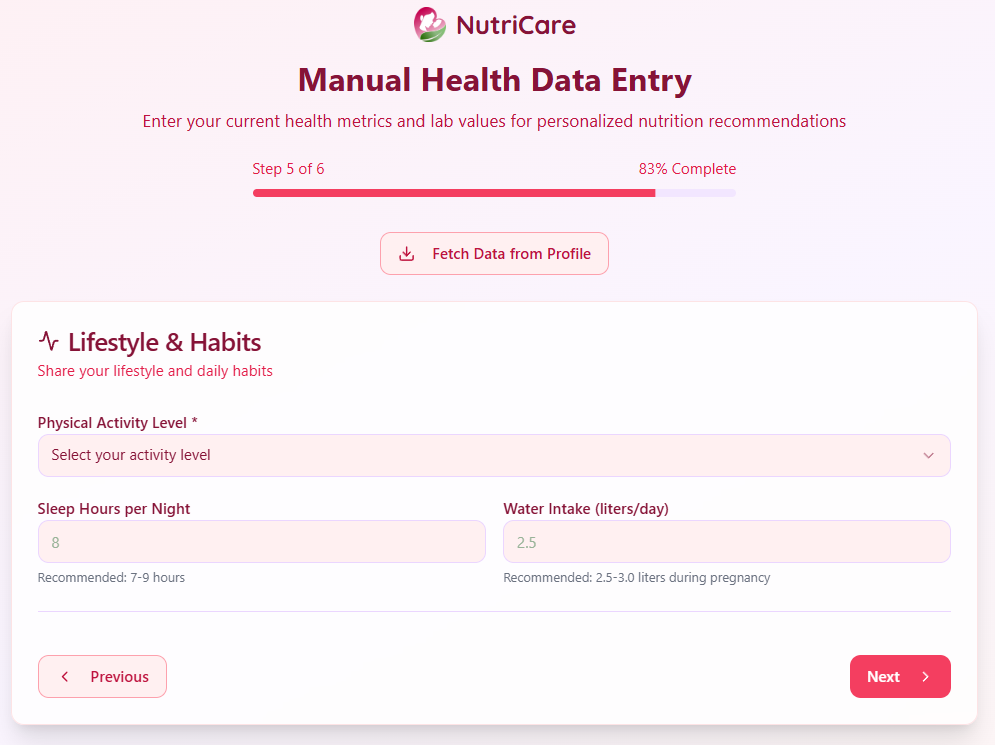 NutriCare
Manual Health Data Entry
Enter your current health metrics and lab values for personalized nutrition recommendations
Step 5 of 6
83% Complete
Fetch Data from Profile
Lifestyle & Habits
Share your lifestyle and daily habits
Physical Activity Level *
Select your activity level
Sleep Hours per Night
8
Recommended: 7-9 hours
Water Intake (liters/day)
2.5
Recommended: 2.5-3.0 liters during pregnancy
Previous
Next